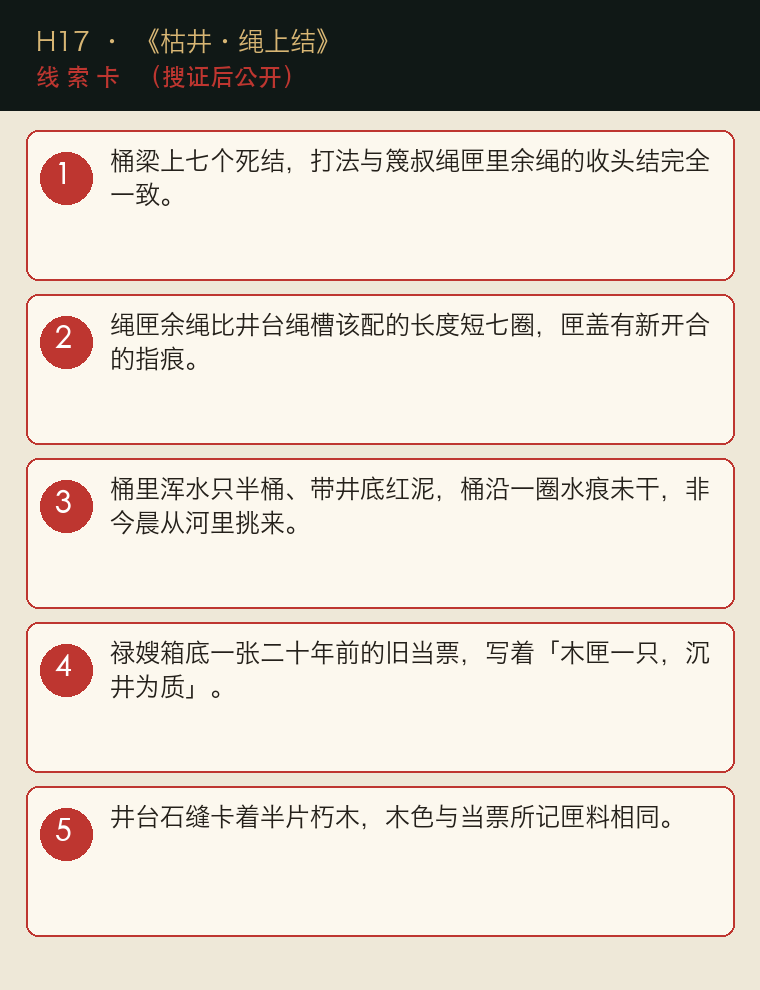 H17 · 《枯井·绳上结》
线索卡 （搜证后公开）
1
桶梁上七个死结，打法与篾叔绳匣里余绳的收头结完全
一致。
2
绳匣余绳比井台绳槽该配的长度短七圈，匣盖有新开合
的指痕。
3
桶里浑水只半桶、带井底红泥，桶沿一圈水痕未干，非
今晨从河里挑来。
4
禄嫂箱底一张二十年前的旧当票，写着「木匣一只，沉
井为质」。
5
井台石缝卡着半片朽木，木色与当票所记匣料相同。